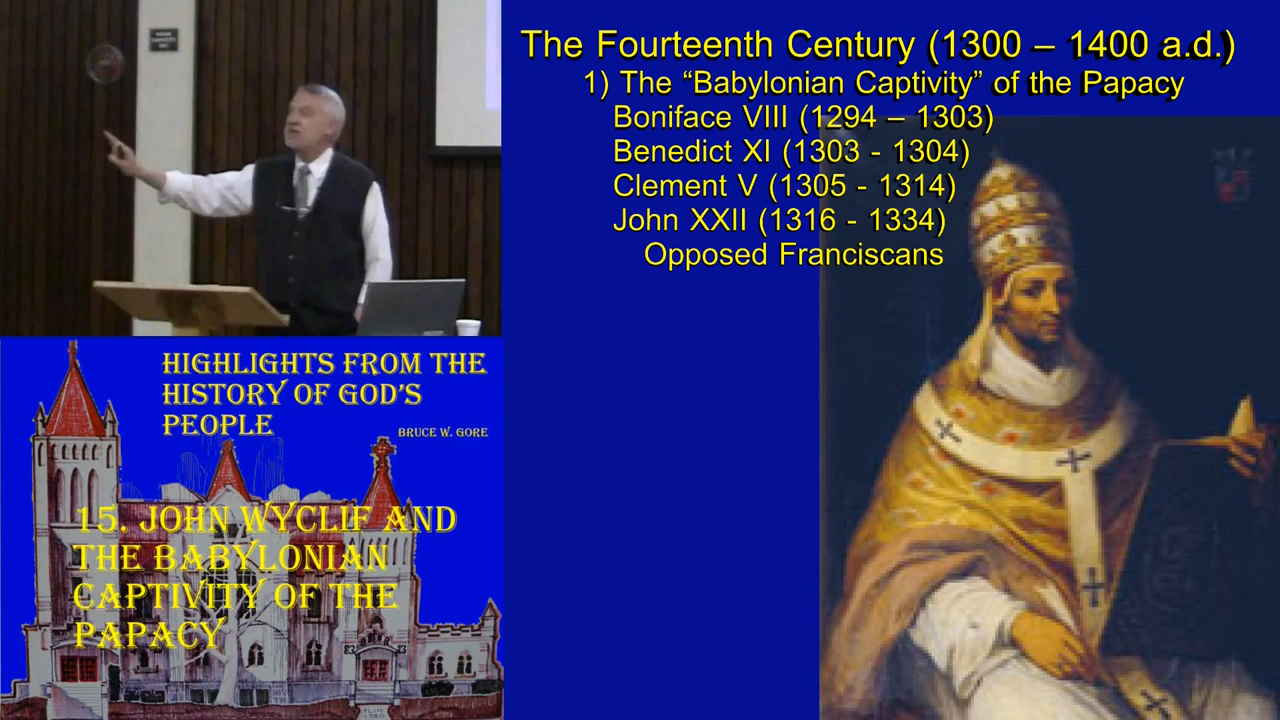 The Fourteenth Century (1300 – 1400 a.d.)
1) The “Babylonian Captivity” of the Papacy
Boniface VIII (1294 – 1303)
Benedict XI (1303 - 1304)
Clement V (1305 - 1314)
John XXII (1316 - 1334)
Opposed Franciscans
HIGHLIGHTS FROM THE
HISTORY OF GOD'S
PEOPLE
BRUCE W. GORE
15. JOHN WYCLIF AND
THE BABYLONIAN
CAPTIVITY OF THE
PAPACY